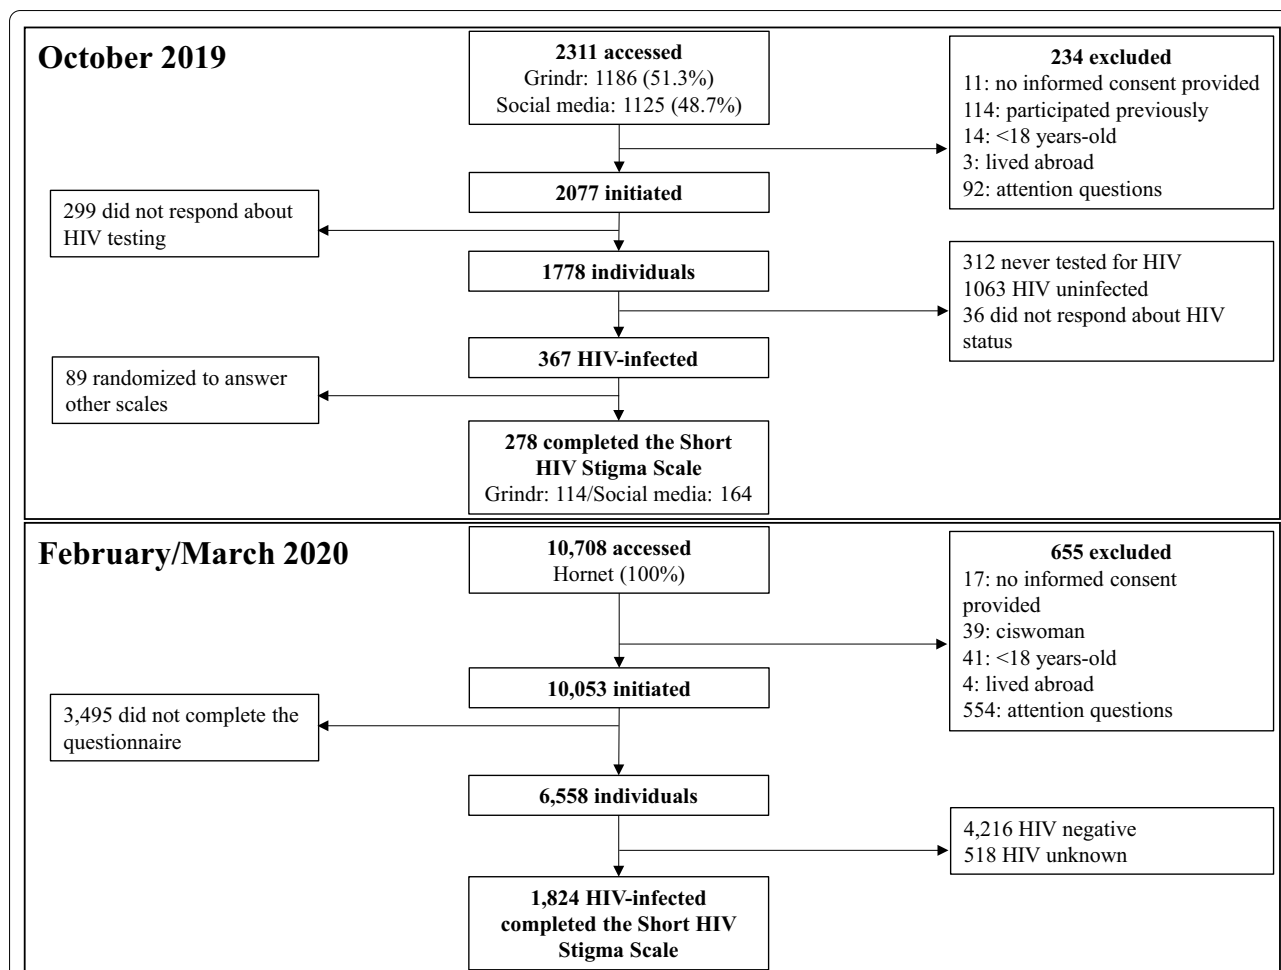 October 2019
2311 accessed
Grindr: 1186 (51.3%)
Social media: 1125 (48.7%)
234 excluded
11: no informed consent provided
114: participated previously
14: <18 years-old
3: lived abroad
92: attention questions
2077 initiated
299 did not respond about
HIV testing
1778 individuals
312 never tested for HIV
1063 HIV uninfected
36 did not respond about HIV
status
367 HIV-infected
89 randomized to answer
other scales
278 completed the Short
HIV Stigma Scale
Grindr: 114/Social media: 164
February/March 2020
10,708 accessed
Hornet (100%)
655 excluded
17: no informed consent
provided
39: ciswoman
41: <18 years-old
4: lived abroad
554: attention questions
10,053 initiated
3,495 did not complete the
questionnaire
6,558 individuals
4,216 HIV negative
518 HIV unknown
1,824 HIV-infected
completed the Short HIV
Stigma Scale